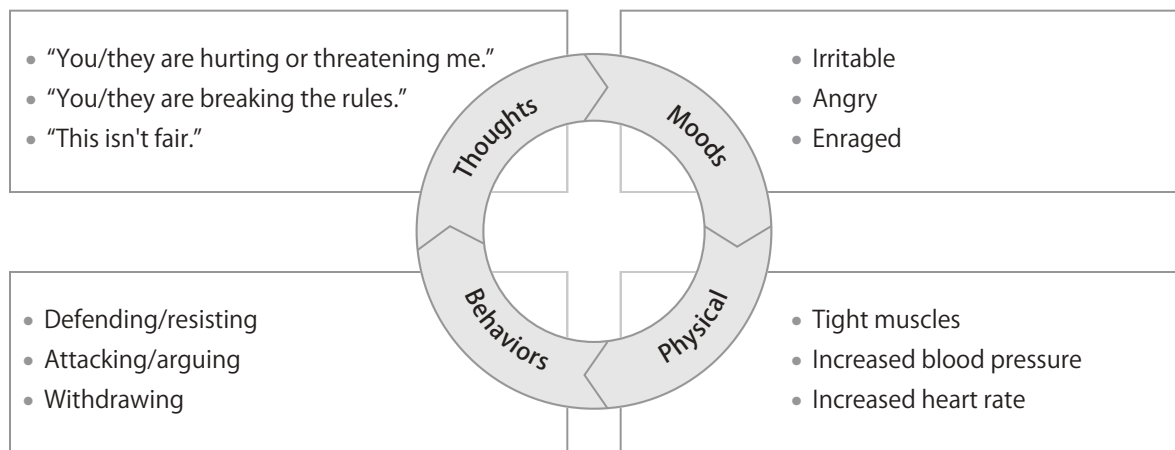 • “You/they are hurting or threatening me.”
• “You/they are breaking the rules.”
• “This isn't fair.”
Thoughts
Moods
• Irritable
• Angry
• Enraged
• Defending/resisting
• Attacking/arguing
• Withdrawing
Behaviors
Physical
• Tight muscles
• Increased blood pressure
• Increased heart rate